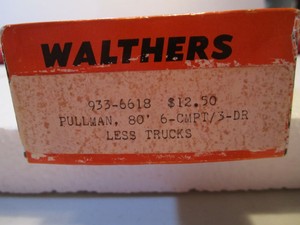 WALTHERS
933-6618 $12.50
PULLMAN, 80' 6-CMPT/3-DR
LESS TRUCKS